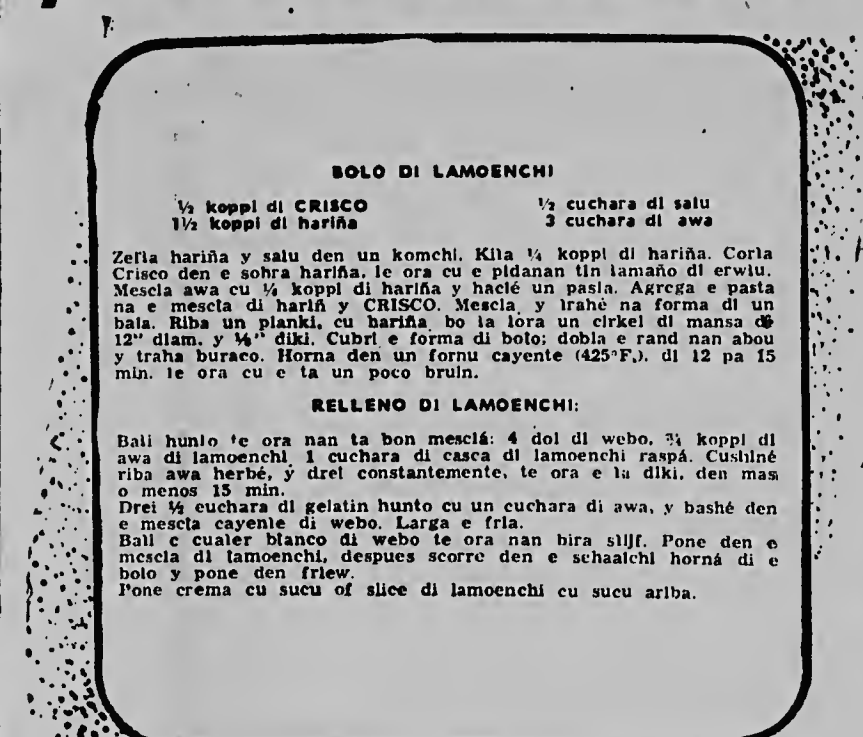 BOLO DI LAMOENCHI
½ koppi di CRISCO ½ cuchara di salu
1½ koppi di hariña 3 cuchara di awa
Zefta hariña y salu den un komchi. Kita ¼ koppi di hariña. Corta
Crisco den e sohra hariña, te ora cu e pidanan tin tamaño di erwtu.
Mescla awa cu ¼ koppi di hariña y hacié un pasta. Agrega e pasta
na e mescla di hariñ y CRISCO. Mescla y trahé na forma di un
bala. Riba un planki, cu hariña bo ta lora un cirkel di mansa di
12" diam. y ⅛" diki. Cubri e forma di bolo; dobla e rand nan abou
y traha buraco. Horna den un fornu cayente (425°F.), di 12 pa 15
min. te ora cu e ta un poco bruin.
RELLENO DI LAMOENCHI:
Bati hunto te ora nan ta bon mesclá: 4 dol di webo, ¾ koppi di
awa di lamoenchi, 1 cuchara di casca di lamoenchi raspá. Cushiné
riba awa herbé, y drei constantemente, te ora e ta diki, den mas
o menos 15 min.
Drei ½ cuchara di gelatin hunto cu un cuchara di awa, y bashé den
e mescla cayente di webo. Larga e fria.
Bati e cuater blanco di webo te ora nan bira stijf. Pone den e
mescla di lamoenchi, despues scorre den e schaalchi horná di e
bolo y pone den friew.
Pone crema cu sucu of slice di lamoenchi cu sucu ariba.